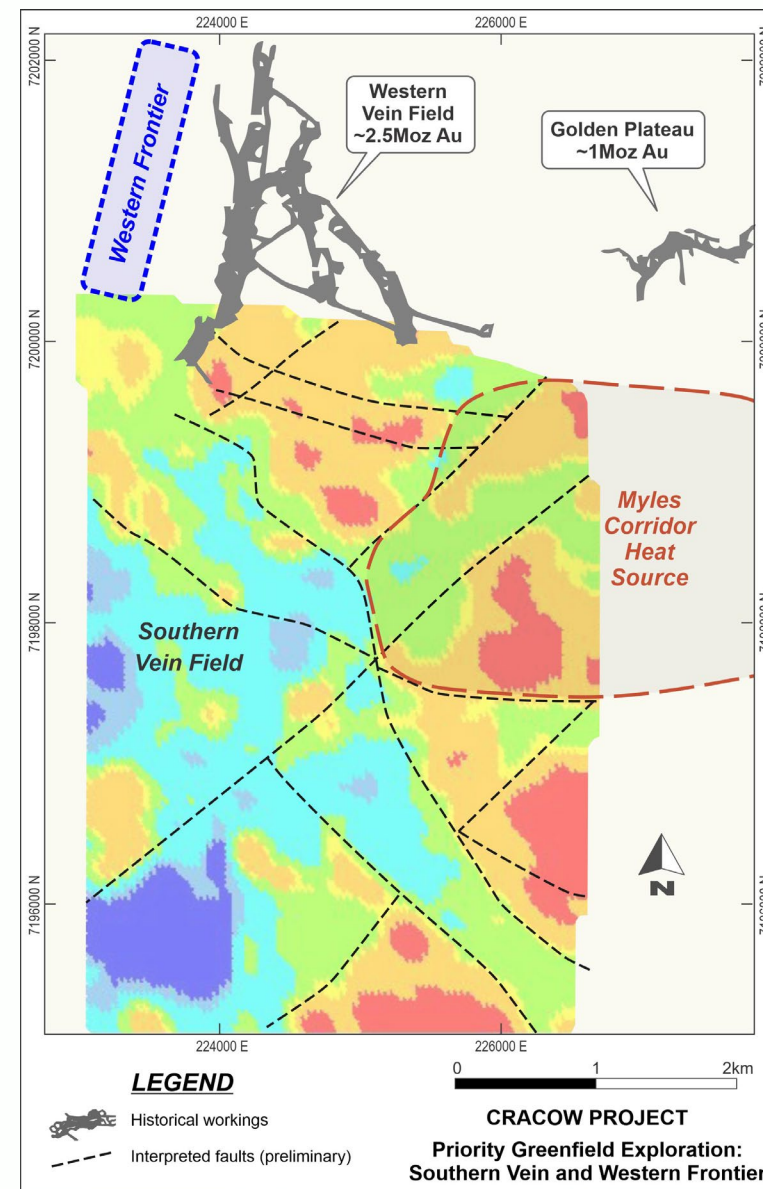 224000 E
226000 E
7202000 N
Western Frontier
Western
Vein Field
~2.5Moz Au
Golden Plateau
~1Moz Au
7200000 N
Myles
Corridor
Heat
Source
7198000 N
Southern
Vein Field
7196000 N
N
224000 E
226000 E
LEGEND
Historical workings
Interpreted faults (preliminary)
0 1 2km
CRACOW PROJECT
Priority Greenfield Exploration:
Southern Vein and Western Frontier